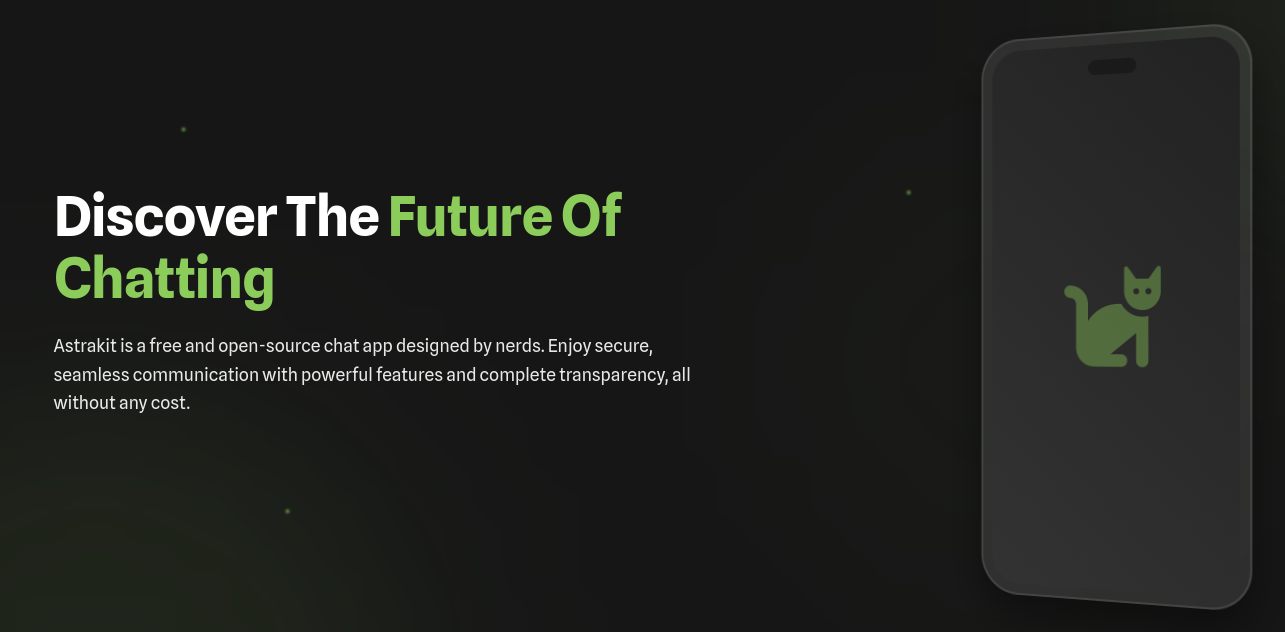 Discover The Future Of
Chatting
Astrakit is a free and open-source chat app designed by nerds. Enjoy secure,
seamless communication with powerful features and complete transparency, all
without any cost.